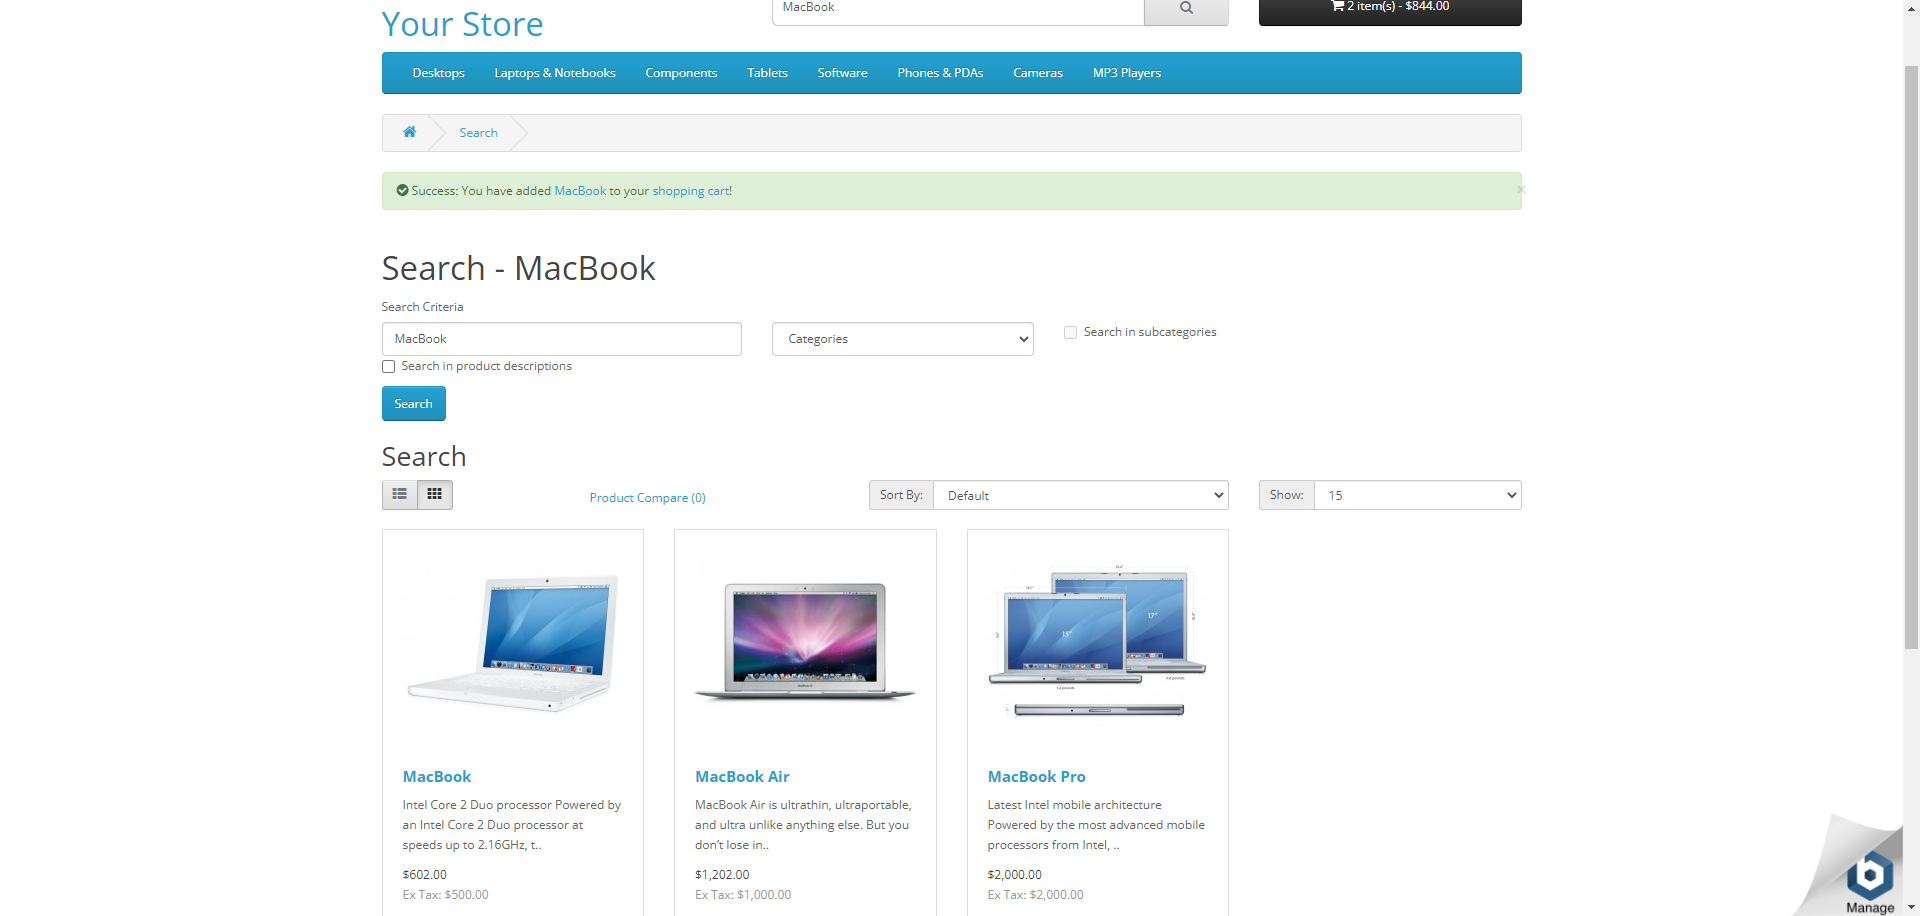 Your Store
MacBook
2 item(s) - $844.00
Desktops
Laptops & Notebooks
Components
Tablets
Software
Phones & PDAs
Cameras
MP3 Players
Search
Success: You have added MacBook to your shopping cart!
×
Search - MacBook
Search Criteria
MacBook
Categories
Search in subcategories
Search in product descriptions
Search
Search
Product Compare (0)
Sort By:
Default
Show:
15
15"
17"
MacBook
Intel Core 2 Duo processor Powered by
an Intel Core 2 Duo processor at
speeds up to 2.16GHz, t..
$602.00
Ex Tax: $500.00
MacBook Air
MacBook Air is ultrathin, ultraportable,
and ultra unlike anything else. But you
don't lose in..
$1,202.00
Ex Tax: $1,000.00
MacBook Pro
Latest Intel mobile architecture
Powered by the most advanced mobile
processors from Intel, ..
$2,000.00
Ex Tax: $2,000.00
Manage